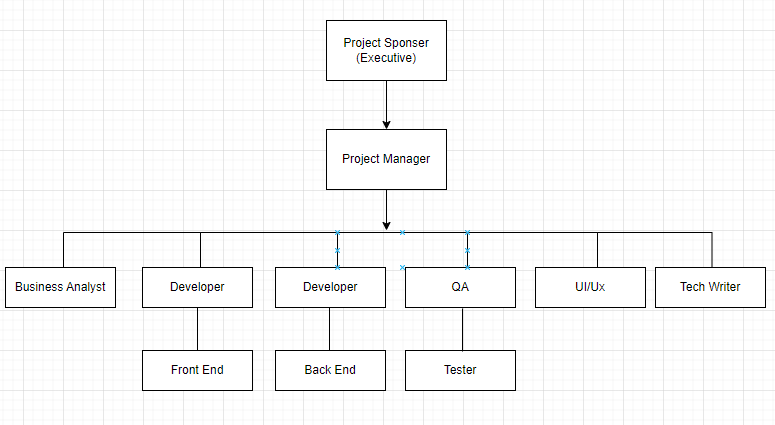 Project Sponser
(Executive)
Project Manager
Business Analyst
Developer
Developer
QA
UI/Ux
Tech Writer
Front End
Back End
Tester